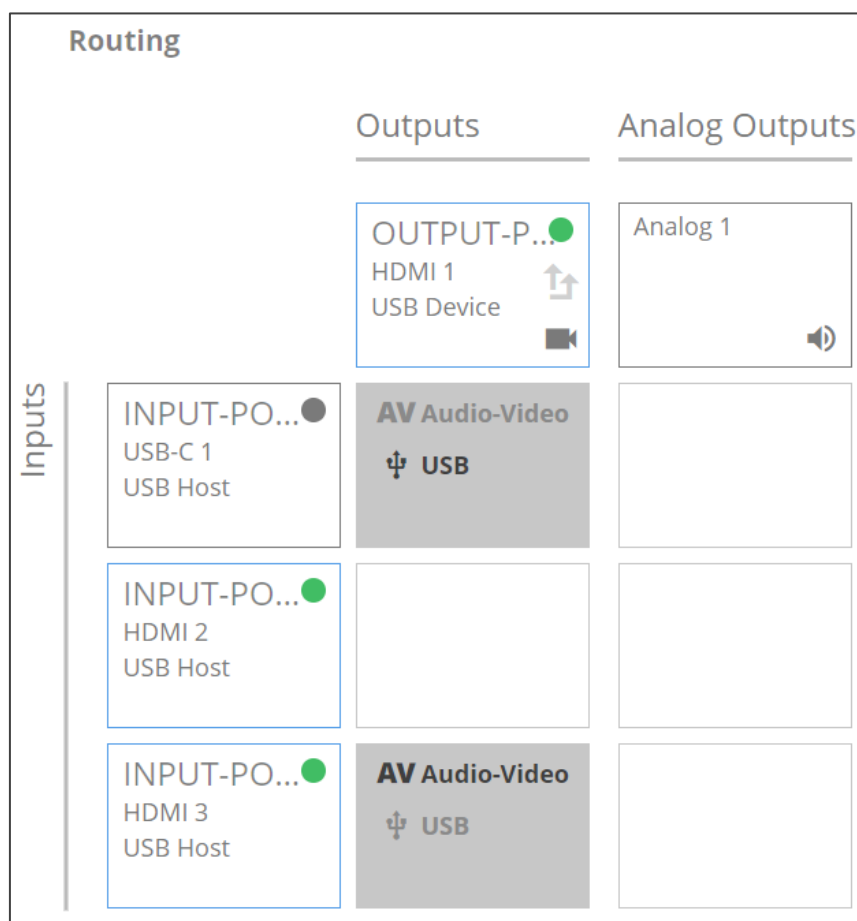 Routing
Outputs
Analog Outputs
OUTPUT-P...
HDMI 1
USB Device
Analog 1
Inputs
INPUT-PO...
USB-C 1
USB Host
AV Audio-Video
USB
INPUT-PO...
HDMI 2
USB Host
INPUT-PO...
HDMI 3
USB Host
AV Audio-Video
USB